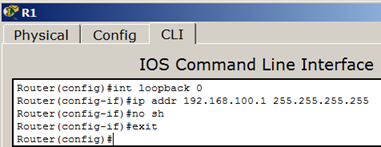 R1
Physical Config CLI
IOS Command Line Interface
Router(config)#int loopback 0
Router(config-if)#ip addr 192.168.100.1 255.255.255.255
Router(config-if)#no sh
Router(config-if)#exit
Router(config)#